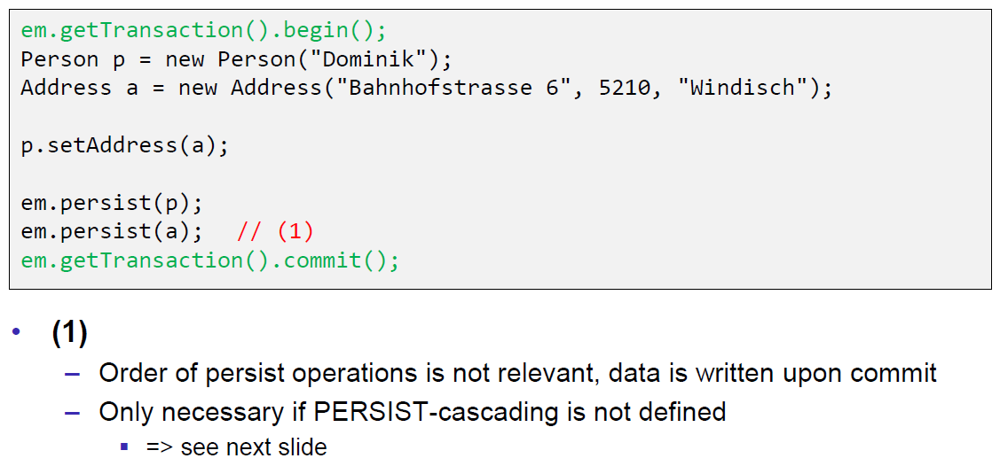 em.getTransaction().begin();
Person p = new Person("Dominik");
Address a = new Address("Bahnhofstrasse 6", 5210, "Windisch");
p.setAddress(a);
em.persist(p);
em.persist(a); // (1)
em.getTransaction().commit();
• (1)
– Order of persist operations is not relevant, data is written upon commit
– Only necessary if PERSIST-cascading is not defined
▪ => see next slide